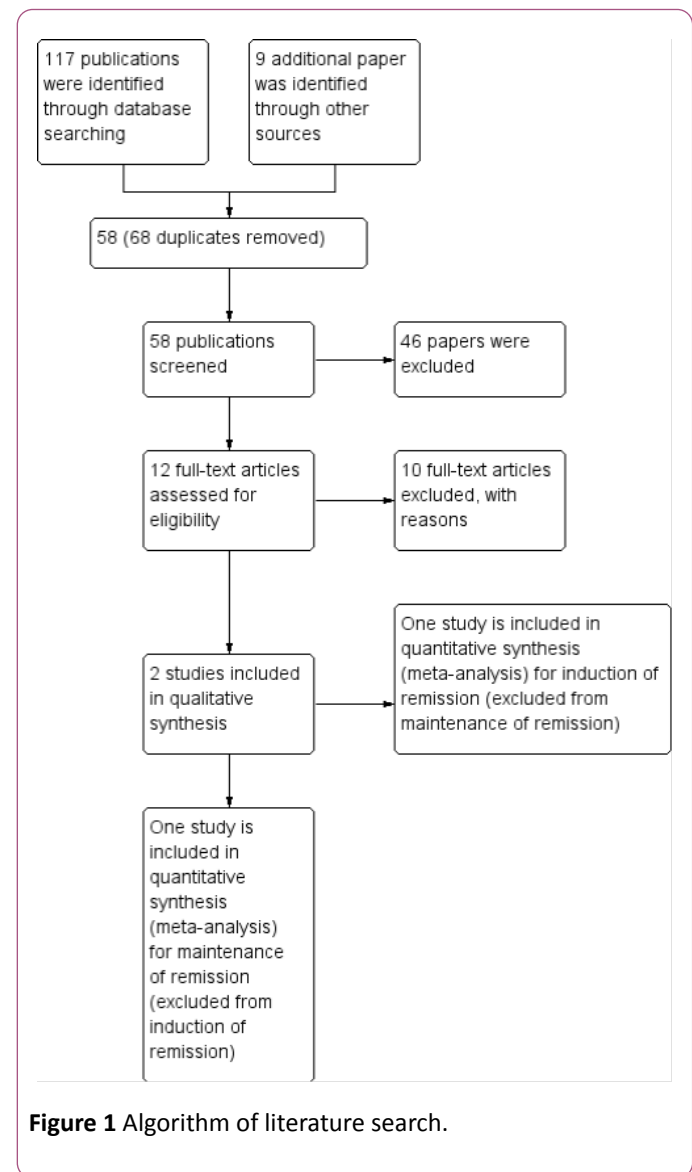 117 publications
were identified
through database
searching
9 additional paper
was identified
through other
sources
58 (68 duplicates removed)
58 publications
screened
46 papers were
excluded
12 full-text articles
assessed for
eligibility
10 full-text articles
excluded, with
reasons
2 studies included
in qualitative
synthesis
One study is included in
quantitative synthesis
(meta-analysis) for induction of
remission (excluded from
maintenance of remission)
One study is
included in
quantitative
synthesis
(meta-analysis)
for maintenance
of remission
(excluded from
induction of
remission)
Figure 1 Algorithm of literature search.